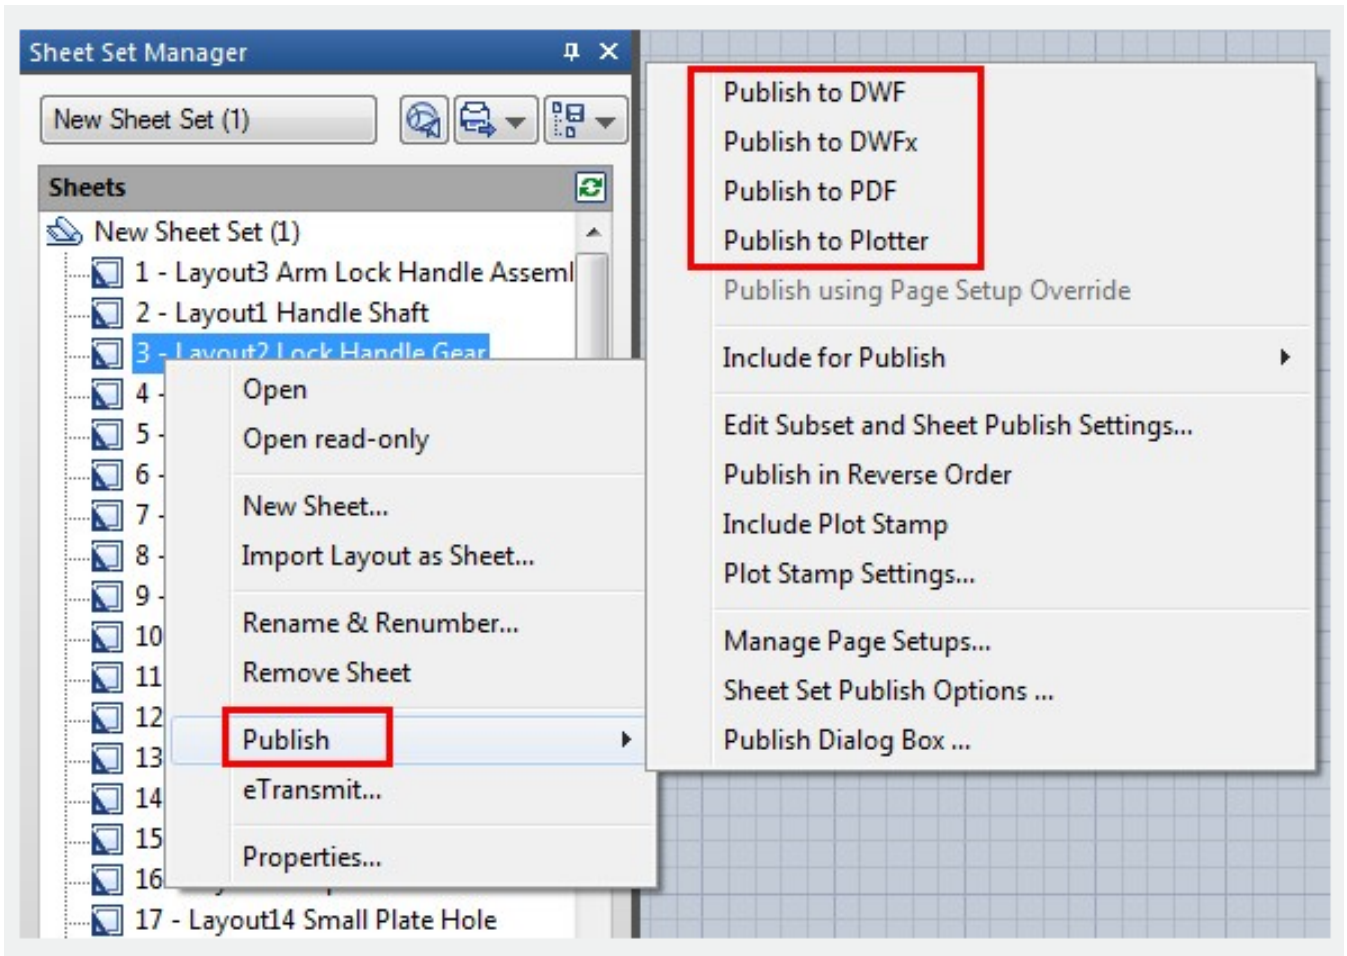 Sheet Set Manager
New Sheet Set (1)
Sheets
New Sheet Set (1)
1 - Layout3 Arm Lock Handle Asseml
2 - Layout1 Handle Shaft
3 - Layout2 Lock Handle Gear
4 -
5 -
6 -
7 -
8 -
9 -
10
11
12
13
14
15
16
17 - Layout14 Small Plate Hole
Open
Open read-only
New Sheet...
Import Layout as Sheet...
Rename & Renumber...
Remove Sheet
Publish
eTransmit...
Properties...
Publish to DWF
Publish to DWFx
Publish to PDF
Publish to Plotter
Publish using Page Setup Override
Include for Publish
Edit Subset and Sheet Publish Settings...
Publish in Reverse Order
Include Plot Stamp
Plot Stamp Settings...
Manage Page Setups...
Sheet Set Publish Options ...
Publish Dialog Box ...